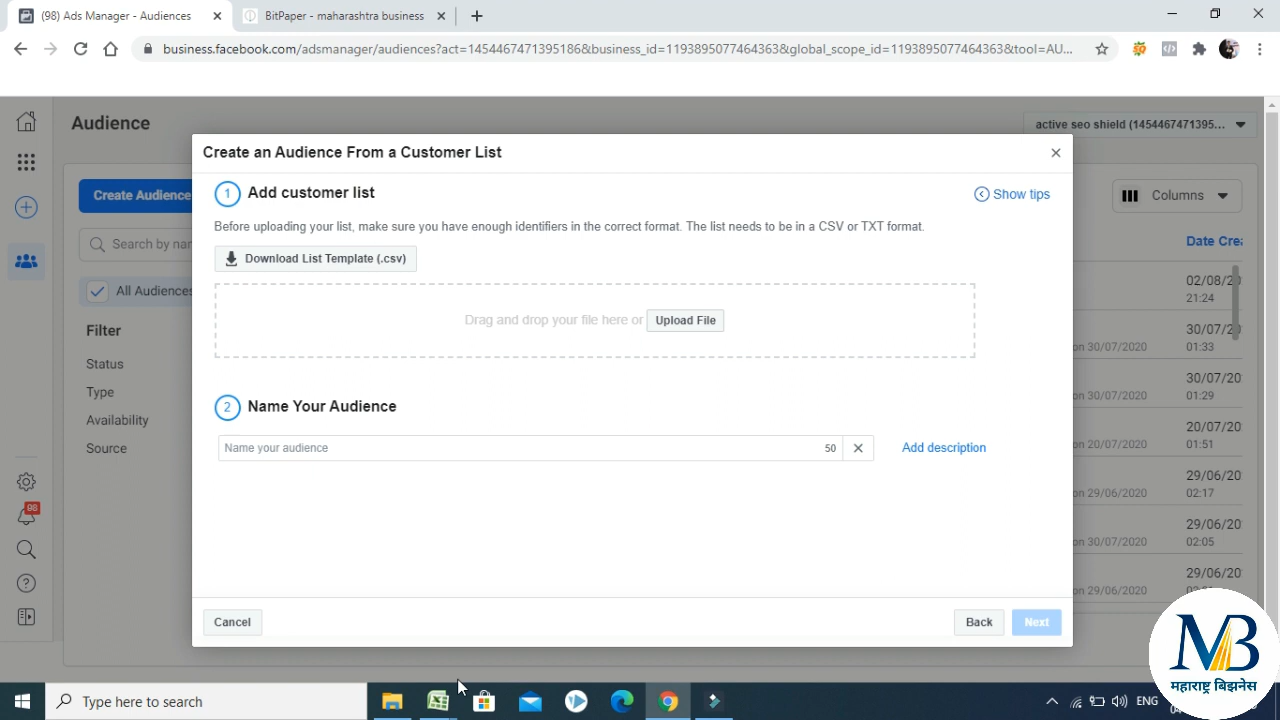 (98) Ads Manager - Audiences
BitPaper - maharashtra business
business.facebook.com/adsmanager/audiences?act=1454467471395186&business_id=1193895077464363&global_scope_id=1193895077464363&tool=AU...
Audience
active seo shield (1454467471395...
Create Audience
Columns
Search by nam
Date Crea
All Audiences
Filter
Status
Type
Availability
Source
98
Create an Audience From a Customer List
1 Add customer list
Show tips
Before uploading your list, make sure you have enough identifiers in the correct format. The list needs to be in a CSV or TXT format.
Download List Template (.csv)
Drag and drop your file here or Upload File
2 Name Your Audience
Name your audience 50
Add description
Cancel
Back
Next
02/08/20
21:24
30/07/20
on 30/07/2020 01:33
30/07/20
on 30/07/2020 01:29
20/07/20
on 20/07/2020 01:51
29/06/20
on 29/06/2020 02:17
29/06/20
on 30/07/2020 02:05
29/06/20
on 29/06/2020
MB
महाराष्ट्र बिझनेस
Type here to search
ENG